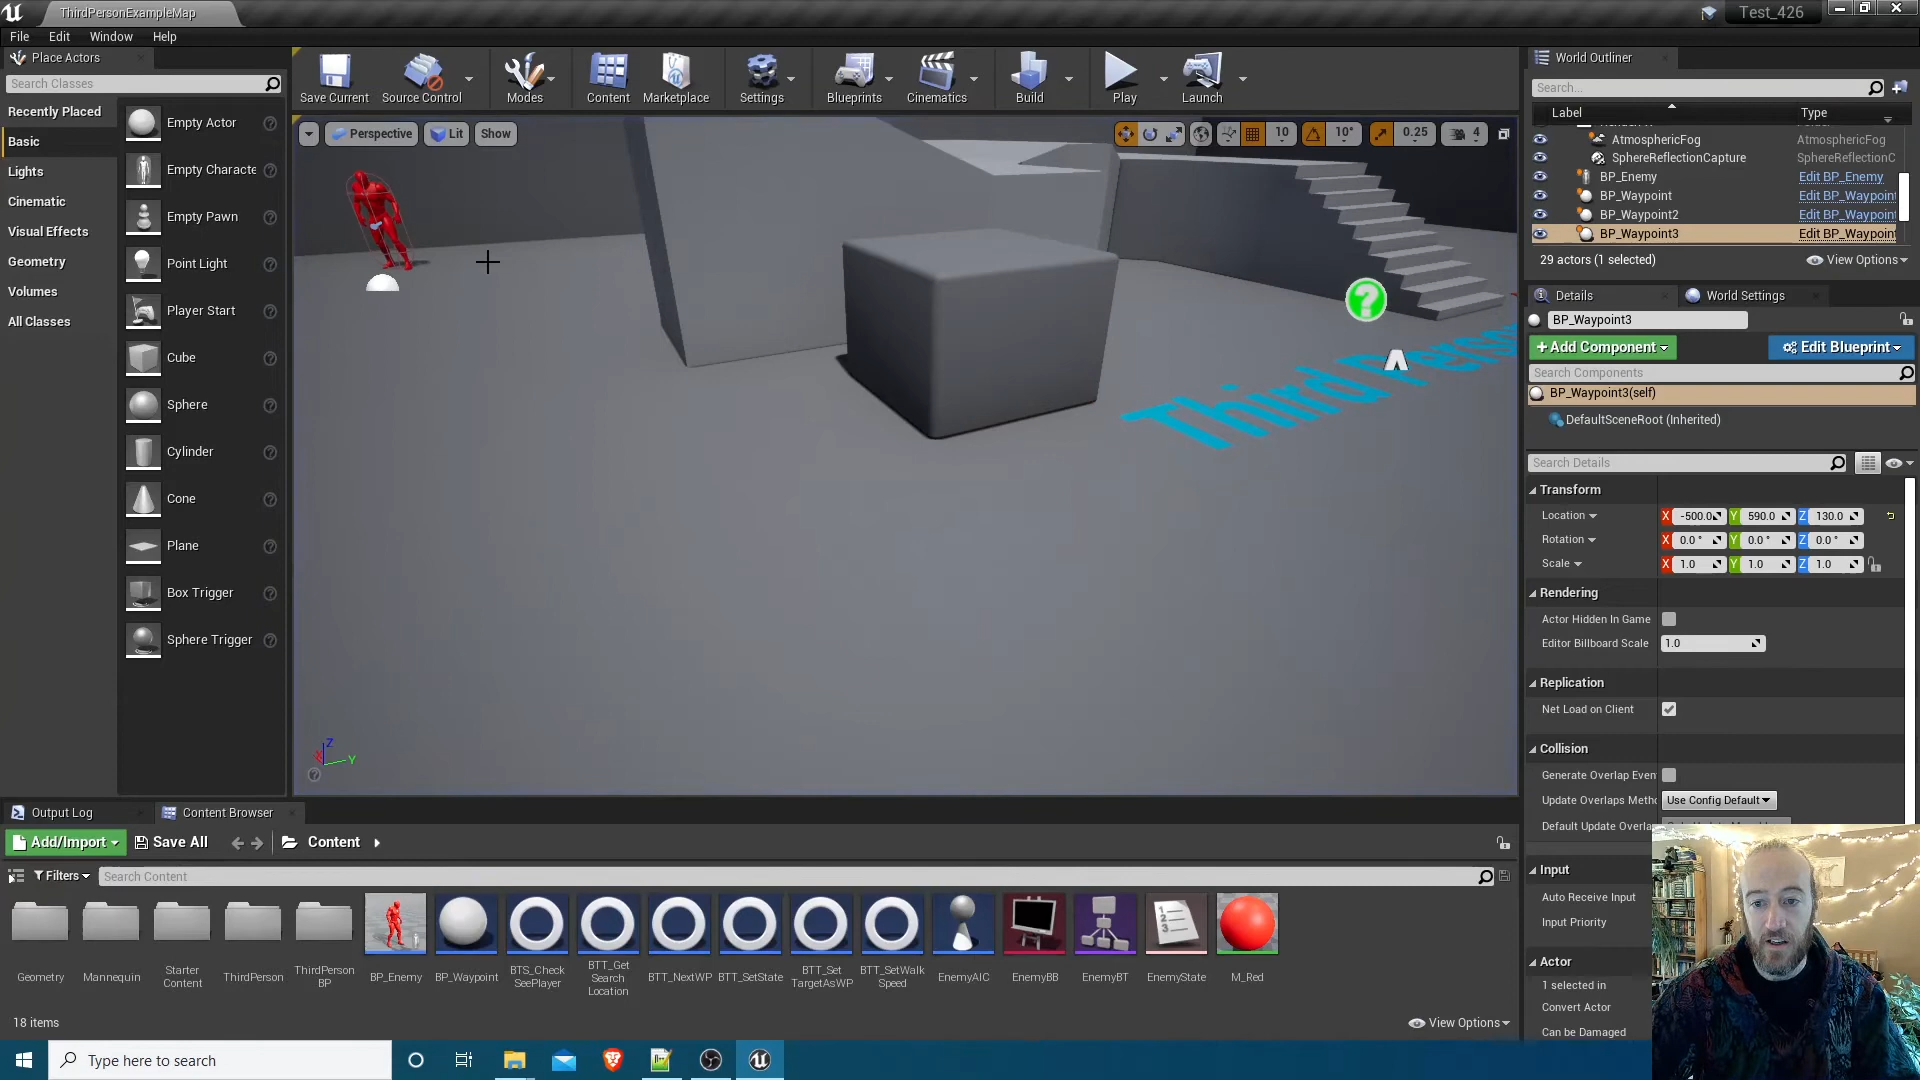 ThirdPersonExampleMap
Test_426
File Edit Window Help
Place Actors
Search Classes
Recently Placed
Basic
Lights
Cinematic
Visual Effects
Geometry
Volumes
All Classes
Empty Actor
Empty Characte
Empty Pawn
Point Light
Player Start
Cube
Sphere
Cylinder
Cone
Plane
Box Trigger
Sphere Trigger
Save Current
Source Control
Modes
Content
Marketplace
Settings
Blueprints
Cinematics
Build
Play
Launch
Perspective
Lit
Show
10
10°
0.25
4
Third Perso
X
Y
Z
World Outliner
Search...
Label Type
AtmosphericFog AtmosphericFog
SphereReflectionCapture SphereReflectionC
BP_Enemy Edit BP_Enemy
BP_Waypoint Edit BP_Waypoint
BP_Waypoint2 Edit BP_Waypoint
BP_Waypoint3 Edit BP_Waypoint
29 actors (1 selected) View Options
Details World Settings
BP_Waypoint3
+Add Component Edit Blueprint
Search Components
BP_Waypoint3(self)
DefaultSceneRoot (Inherited)
Search Details
Transform
Location X -500.0 Y 590.0 Z 130.0
Rotation X 0.0° Y 0.0° Z 0.0°
Scale X 1.0 Y 1.0 Z 1.0
Rendering
Actor Hidden In Game
Editor Billboard Scale 1.0
Replication
Net Load on Client
Collision
Generate Overlap Even
Update Overlaps Metho Use Config Default
Default Update Overla
Input
Auto Receive Input
Input Priority
Actor
1 selected in
Convert Actor
Can be Damaged
Output Log Content Browser
Add/Import Save All Content
Filters Search Content
Geometry
Mannequin
Starter Content
ThirdPerson
ThirdPerson BP
BP_Enemy
BP_Waypoint
BTS_Check SeePlayer
BTT_Get Search Location
BTT_NextWP
BTT_SetState
BTT_Set TargetAsWP
BTT_SetWalk Speed
EnemyAIC
EnemyBB
EnemyBT
EnemyState
M_Red
18 items View Options
Type here to search